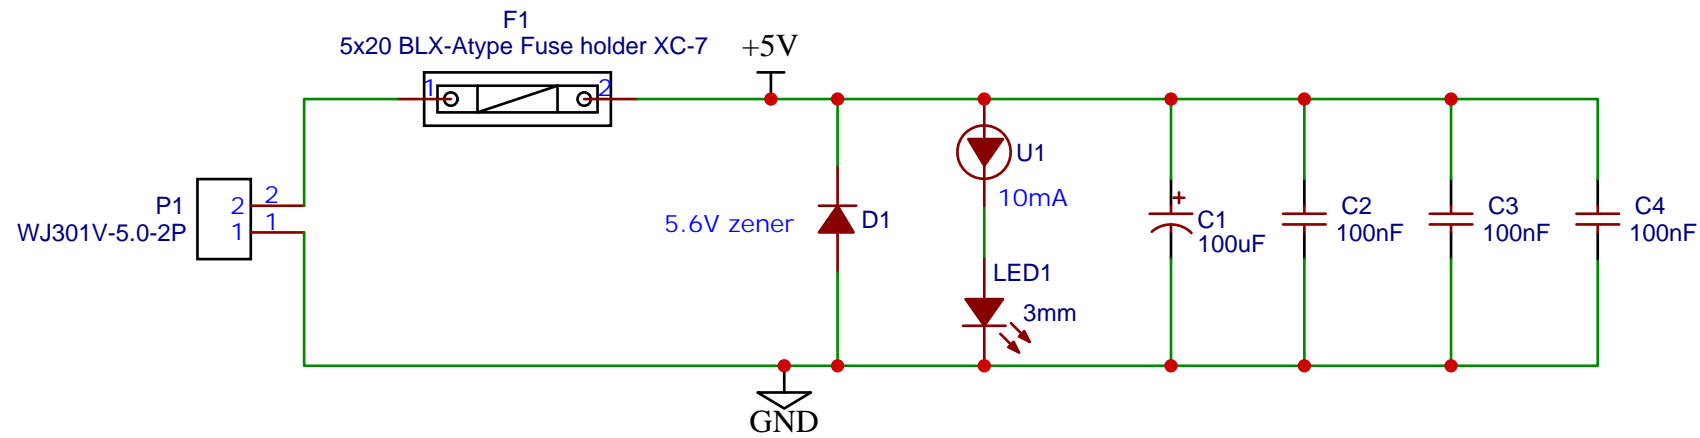 F1
5x20 BLX-Atype Fuse holder XC-7
+5V
1
2
P1
WJ301V-5.0-2P
2
1
2
1
5.6V zener
D1
U1
10mA
LED1
3mm
+
C1
100uF
C2
100nF
C3
100nF
C4
100nF
GND